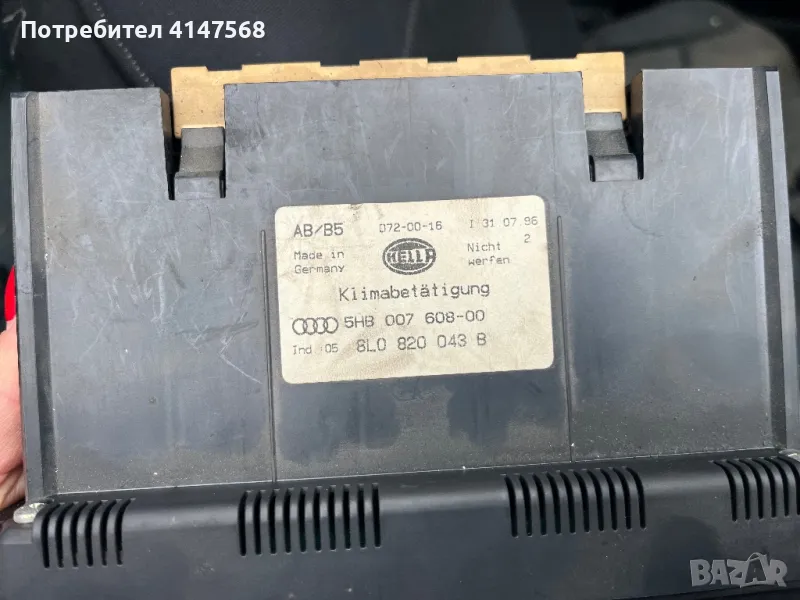 Потребител 4147568
AB/B5 072-00-16 I 31 07.96
Made in Germany HELLA Nicht werfen 2
Klimabetätigung
5HB 007 608-00
Ind :05 8L0 820 043 B
BAZAR